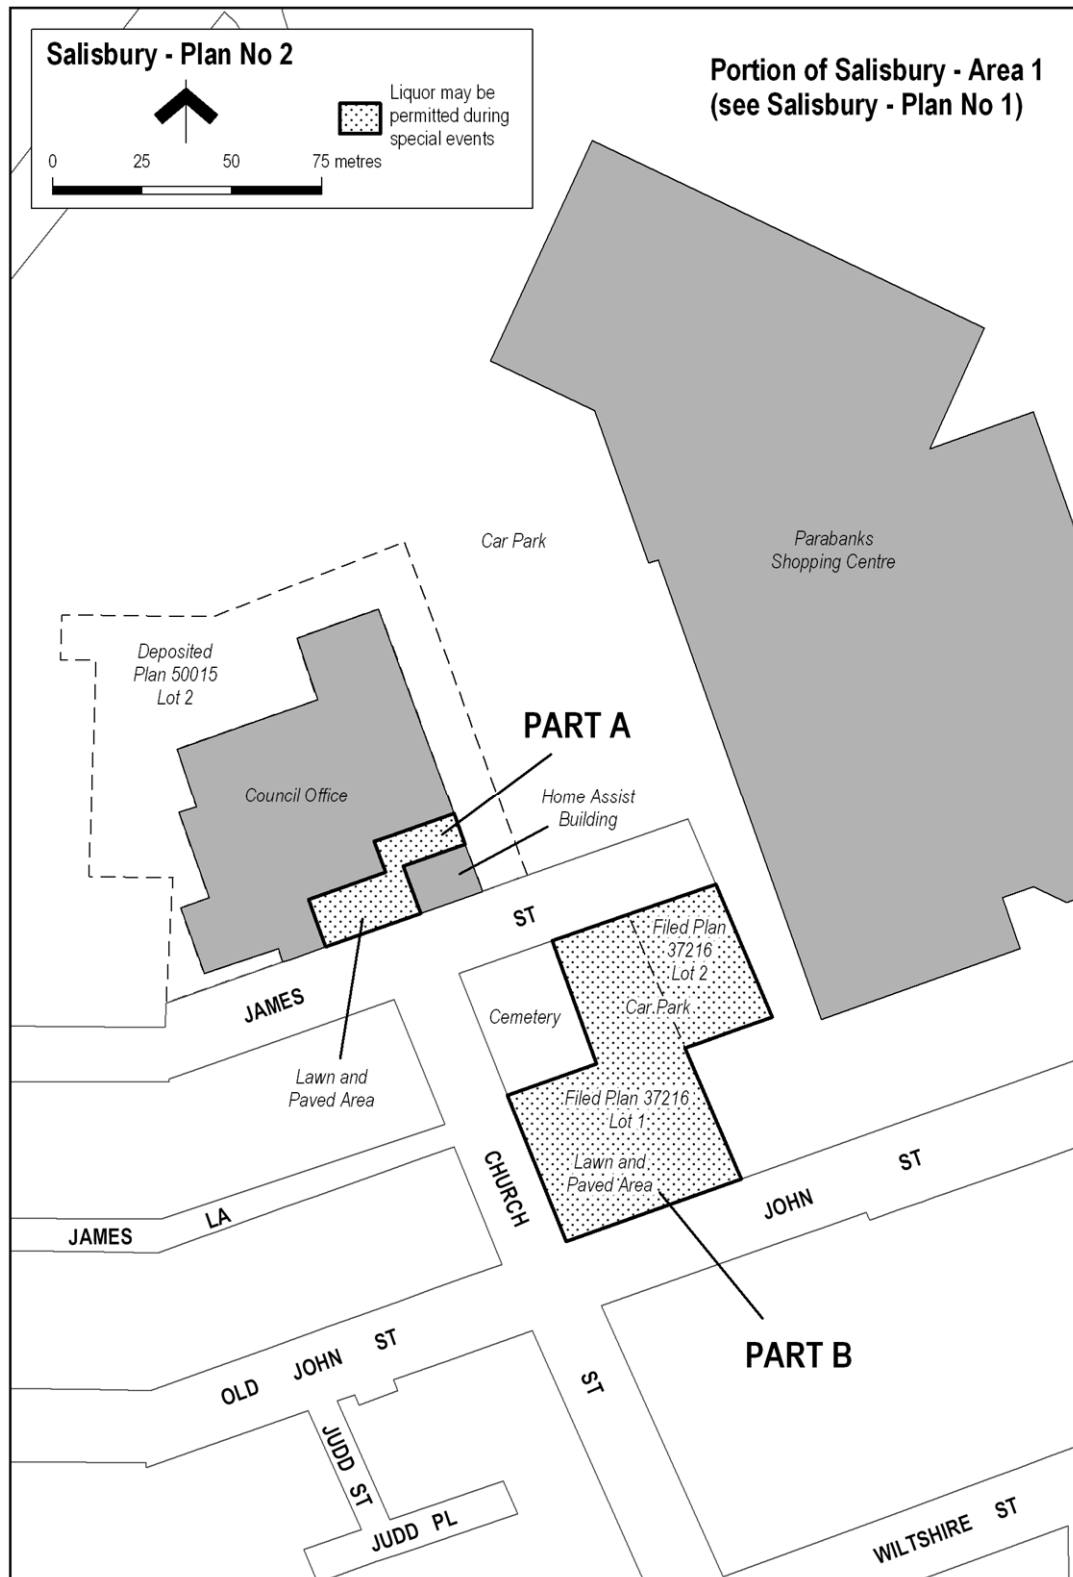 Salisbury - Plan No 2
Liquor may be
permitted during
special events
0 25 50 75 metres
Portion of Salisbury - Area 1
(see Salisbury - Plan No 1)
Car Park
Parabanks
Shopping Centre
Deposited
Plan 50015
Lot 2
PART A
Council Office
Home Assist
Building
ST
JAMES
Filed Plan
37216
Lot 2
Car Park
Cemetery
Lawn and
Paved Area
Filed Plan 37216
Lot 1
Lawn and
Paved Area
CHURCH
ST
JOHN
JAMES LA
PART B
OLD JOHN ST
ST
JUDD ST
JUDD PL
WILTSHIRE ST